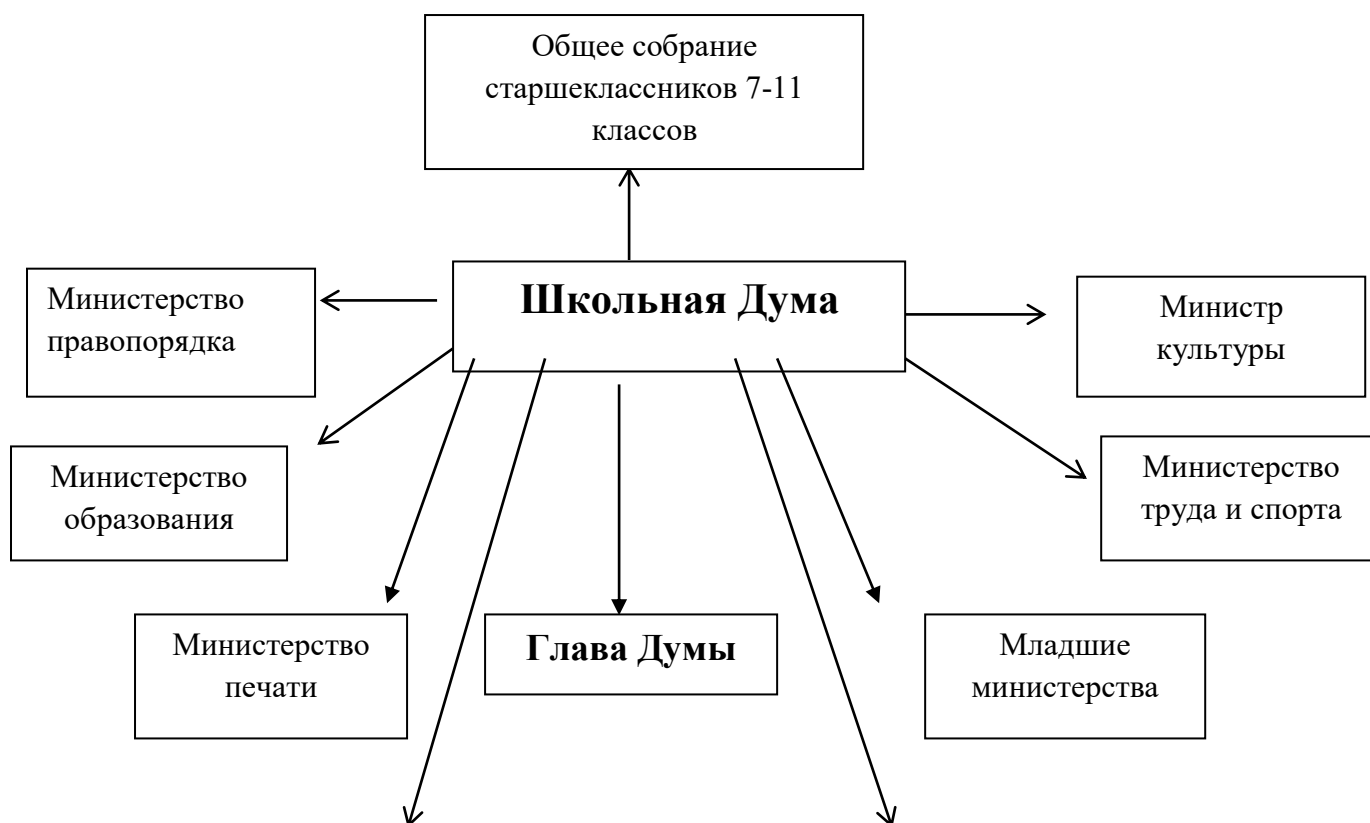 Общее собрание
старшеклассников 7-11
классов
Школьная Дума
Министерство
правопорядка
Министр
культуры
Министерство
образования
Министерство
труда и спорта
Министерство
печати
Глава Думы
Младшие
министерства